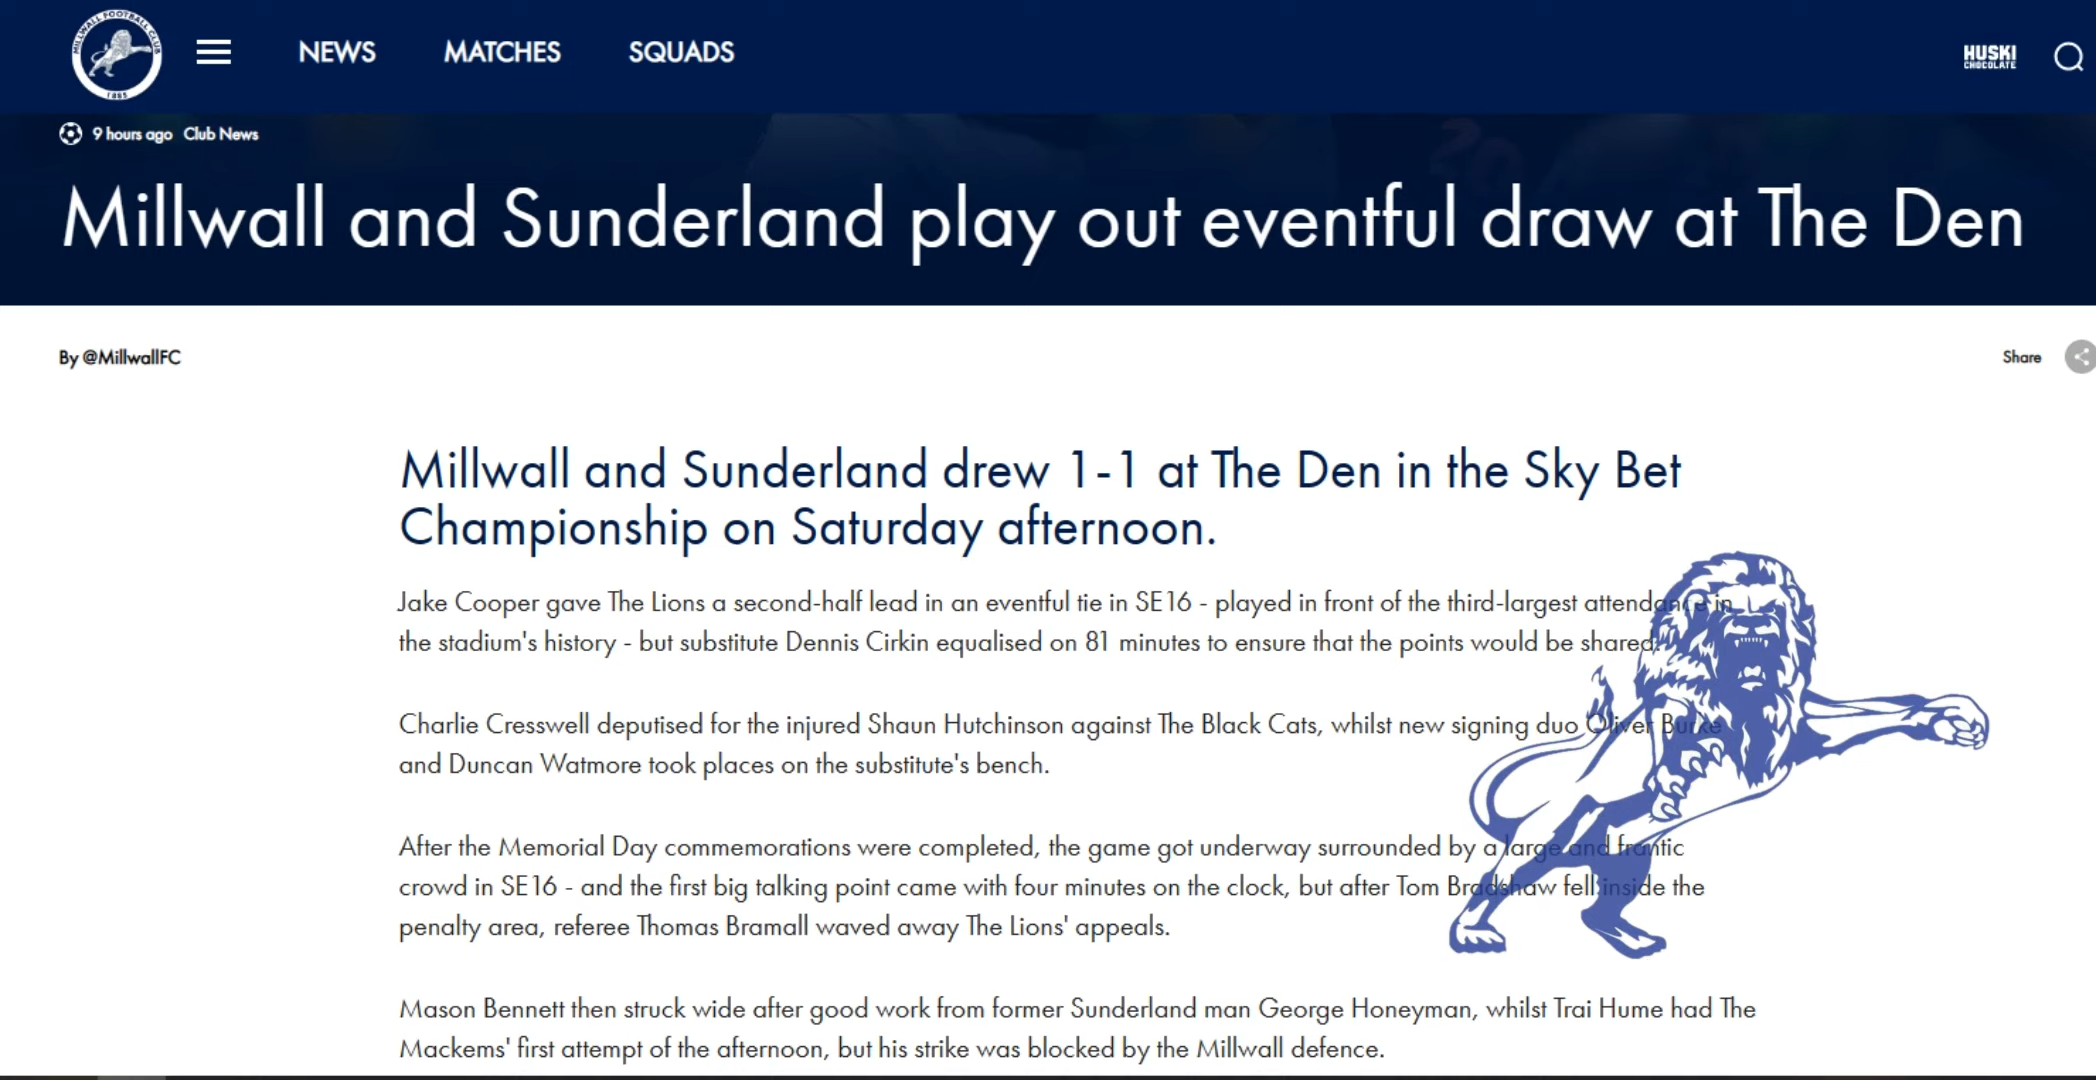 MILLWALL FOOTBALL CLUB
1885
NEWS MATCHES SQUADS
HUSKI
CHOCOLATE
9 hours ago Club News
Millwall and Sunderland play out eventful draw at The Den
By @MillwallFC
Share
Millwall and Sunderland drew 1-1 at The Den in the Sky Bet
Championship on Saturday afternoon.
Jake Cooper gave The Lions a second-half lead in an eventful tie in SE16 - played in front of the third-largest attendance in
the stadium's history - but substitute Dennis Cirkin equalised on 81 minutes to ensure that the points would be shared.
Charlie Cresswell deputised for the injured Shaun Hutchinson against The Black Cats, whilst new signing duo Oliver Burke
and Duncan Watmore took places on the substitute's bench.
After the Memorial Day commemorations were completed, the game got underway surrounded by a large and frantic
crowd in SE16 - and the first big talking point came with four minutes on the clock, but after Tom Bradshaw fell inside the
penalty area, referee Thomas Bramall waved away The Lions' appeals.
Mason Bennett then struck wide after good work from former Sunderland man George Honeyman, whilst Trai Hume had The
Mackems' first attempt of the afternoon, but his strike was blocked by the Millwall defence.